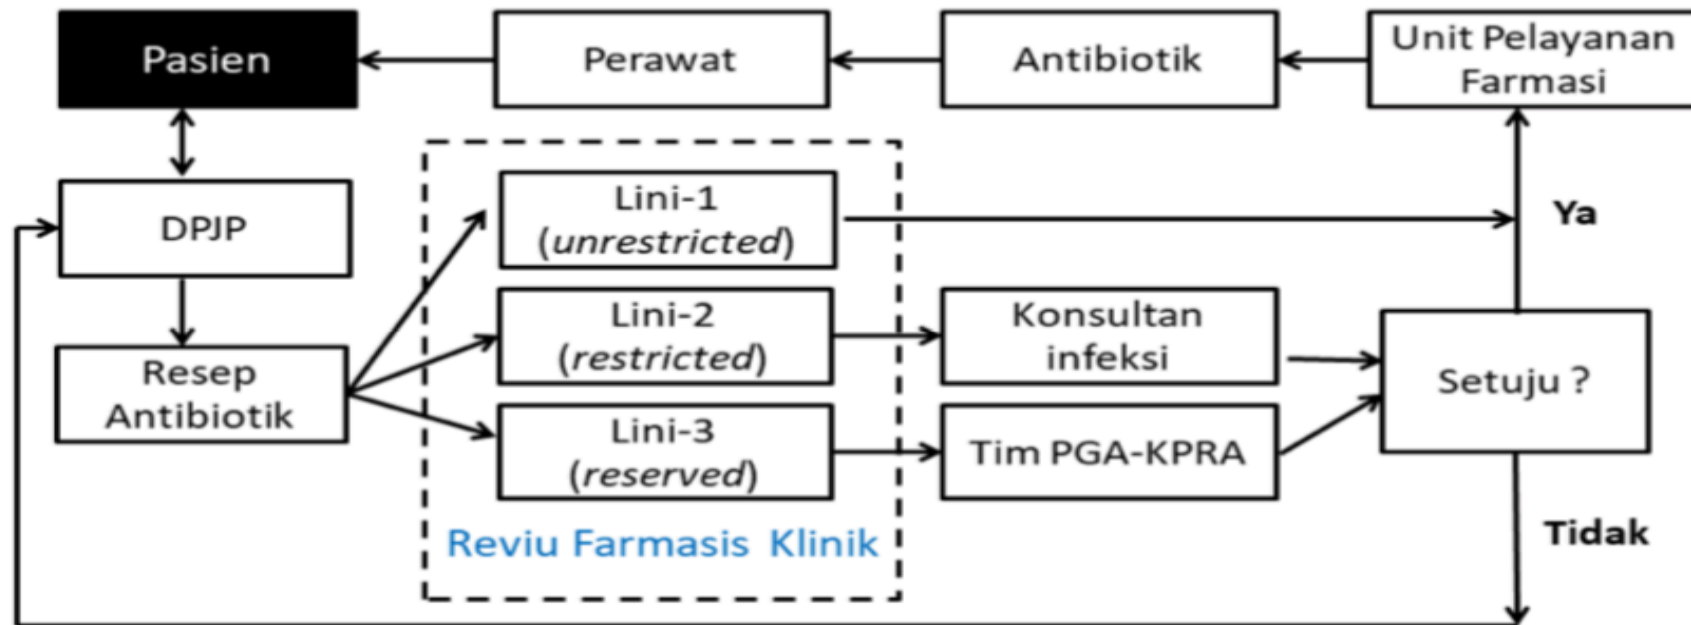 Pasien
Perawat
Antibiotik
Unit Pelayanan
Farmasi
DPJP
Lini-1
(unrestricted)
Ya
Resep
Antibiotik
Lini-2
(restricted)
Konsultan
infeksi
Setuju ?
Lini-3
(reserved)
Tim PGA-KPRA
Reviu Farmasis Klinik
Tidak